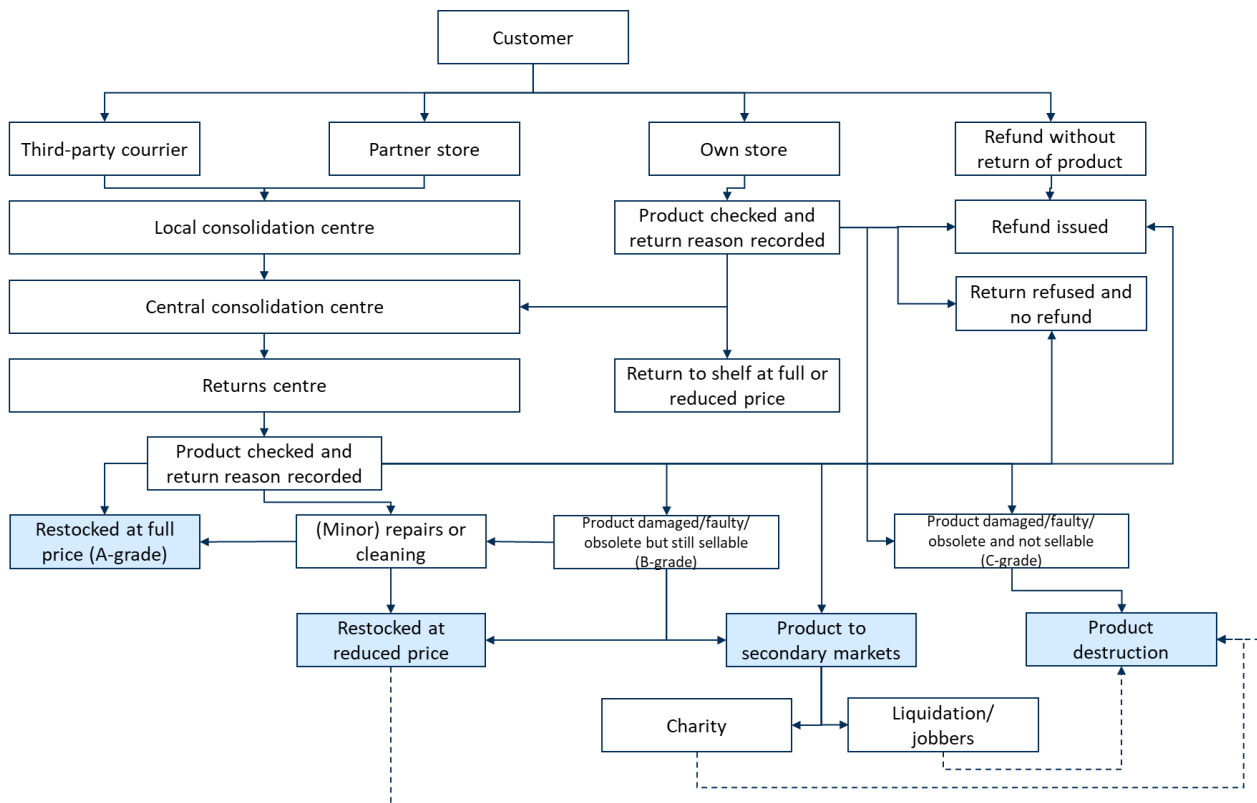 Customer
Third-party courrier
Partner store
Own store
Refund without
return of product
Local consolidation centre
Product checked and
return reason recorded
Refund issued
Central consolidation centre
Return refused and
no refund
Returns centre
Return to shelf at full or
reduced price
Product checked and
return reason recorded
Restocked at full
price (A-grade)
(Minor) repairs or
cleaning
Product damaged/faulty/
obsolete but still sellable
(B-grade)
Product damaged/faulty/
obsolete and not sellable
(C-grade)
Restocked at
reduced price
Product to
secondary markets
Product
destruction
Charity
Liquidation/
jobbers